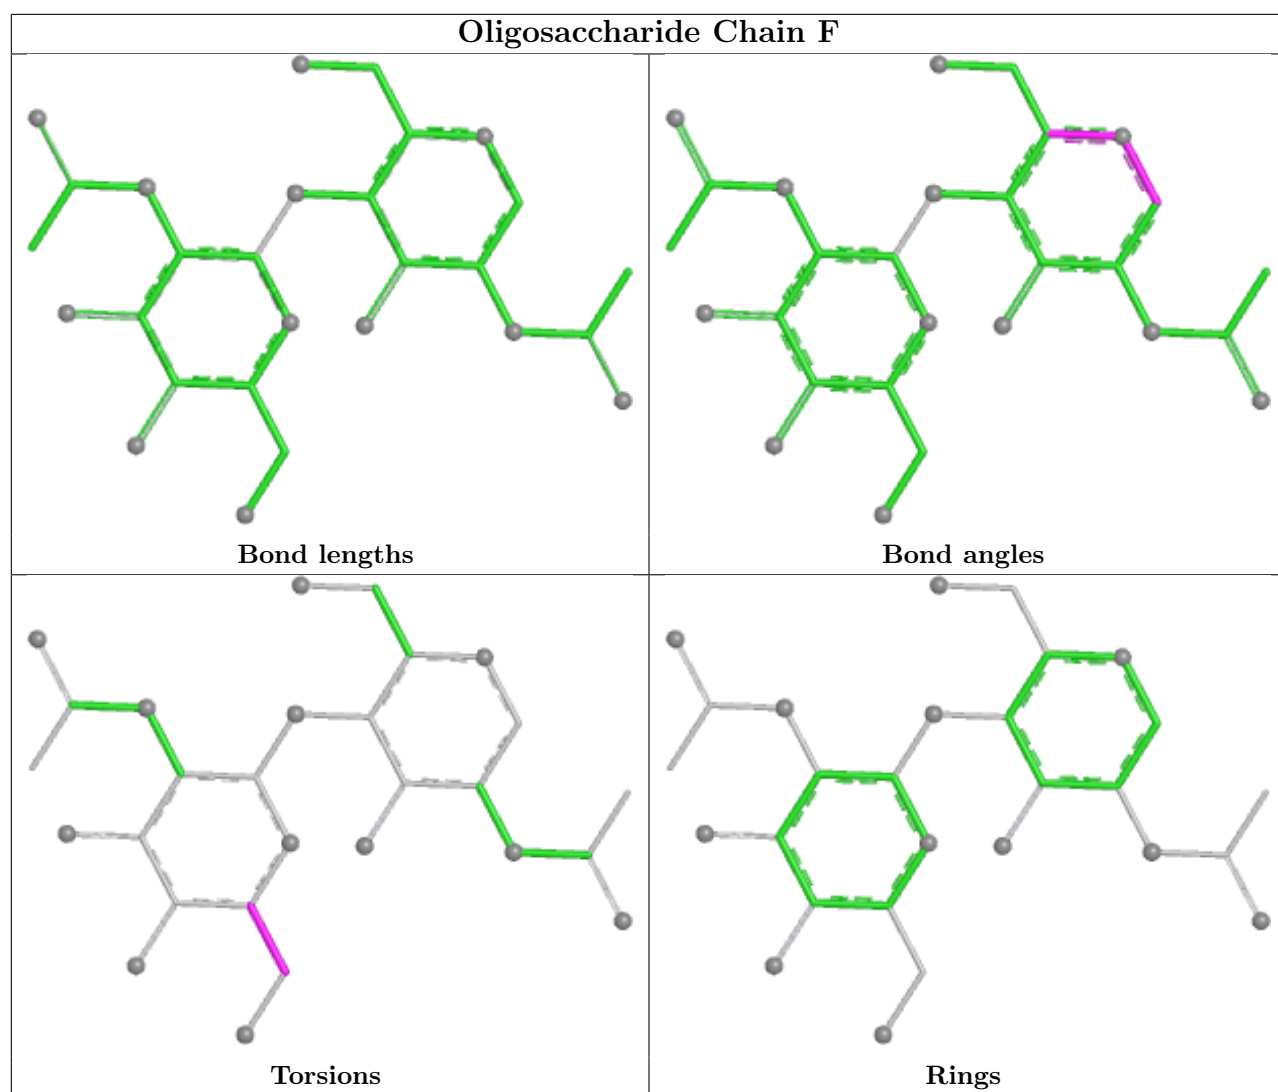 Oligosaccharide Chain F
Bond lengths
Bond angles
Torsions
Rings